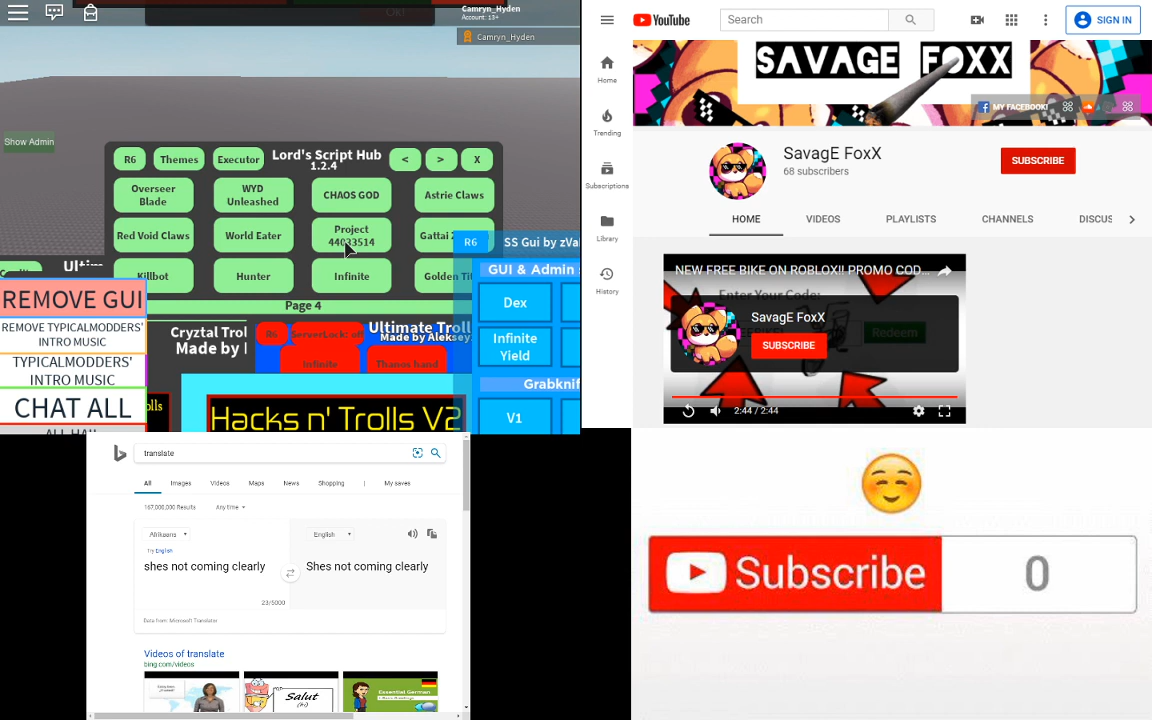 Camryn_Hyden
Account: 13+
Camryn_Hyden
Show Admin
R6
Themes
Executor
Lord's Script Hub
1.2.4
<
>
X
Overseer
Blade
WYD
Unleashed
CHAOS GOD
Astrie Claws
Red Void Claws
World Eater
Project
44033514
Gattai
Killbot
Hunter
Infinite
Golden Tit
Page 4
Ultim
REMOVE GUI
REMOVE TYPICALMODDERS'
INTRO MUSIC
TYPICALMODDERS'
INTRO MUSIC
CHAT ALL
Cryztal Trol
Made by
R6
ServerLock: off
Ultimate Troll
Made by Aleksey
Infinite
Thanos hand
olls
Hacks n' Trolls V2
R6
SS Gui by zVa
GUI & Admin
Dex
Infinite
Yield
Grabknif
V1
YouTube
Search
SIGN IN
Home
Trending
Subscriptions
Library
History
SAVAGE FOXX
MY FACEBOOK!
SavagE FoxX
68 subscribers
SUBSCRIBE
HOME
VIDEOS
PLAYLISTS
CHANNELS
DISCUS
NEW FREE BIKE ON ROBLOX!! PROMO COD...
Enter Your Code:
SavagE FoxX
SUBSCRIBE
Redeem
2:44 / 2:44
translate
All
Images
Videos
Maps
News
Shopping
My saves
167,000,000 Results
Any time
Afrikaans
English
Try English
shes not coming clearly
Shes not coming clearly
23/5000
Data from: Microsoft Translator
Videos of translate
bing.com/videos
Salut
Essential German
Subscribe
0